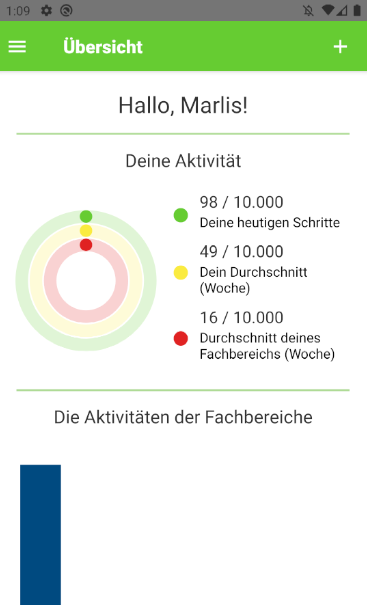 1:09
Übersicht
Hallo, Marlis!
Deine Aktivität
98 / 10.000
Deine heutigen Schritte
49 / 10.000
Dein Durchschnitt
(Woche)
16 / 10.000
Durchschnitt deines
Fachbereichs (Woche)
Die Aktivitäten der Fachbereiche